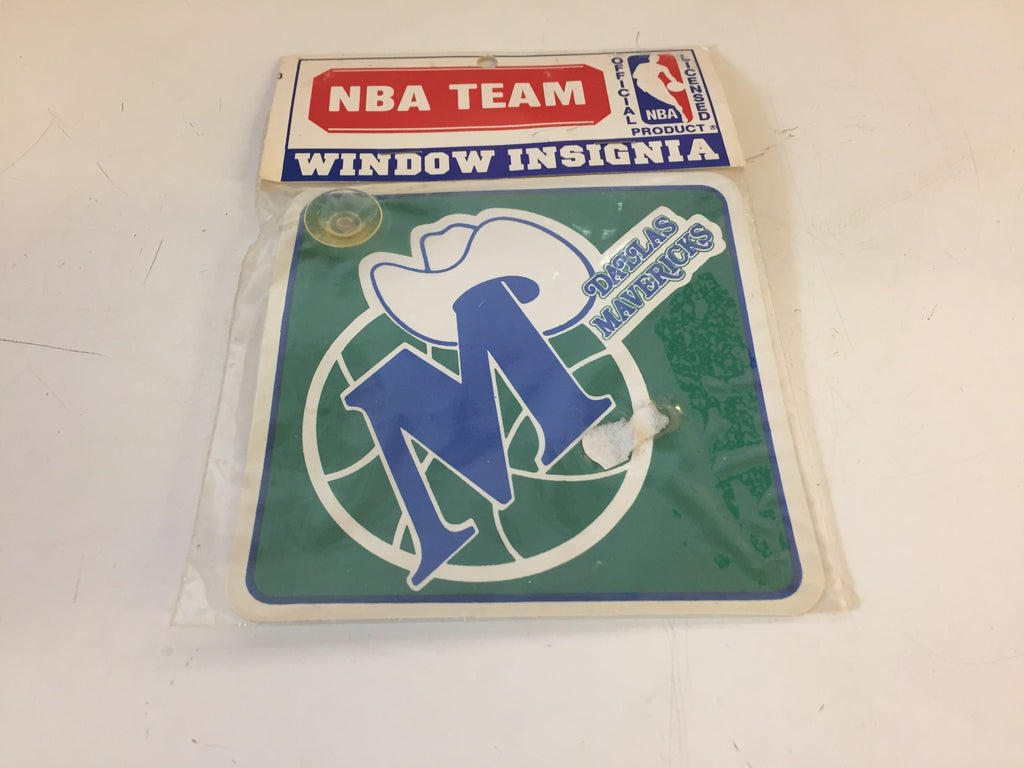 NBA TEAM
OFFICIAL LICENSED PRODUCT ®
NBA
WINDOW INSIGNIA
DALLAS
MAVERICKS
M